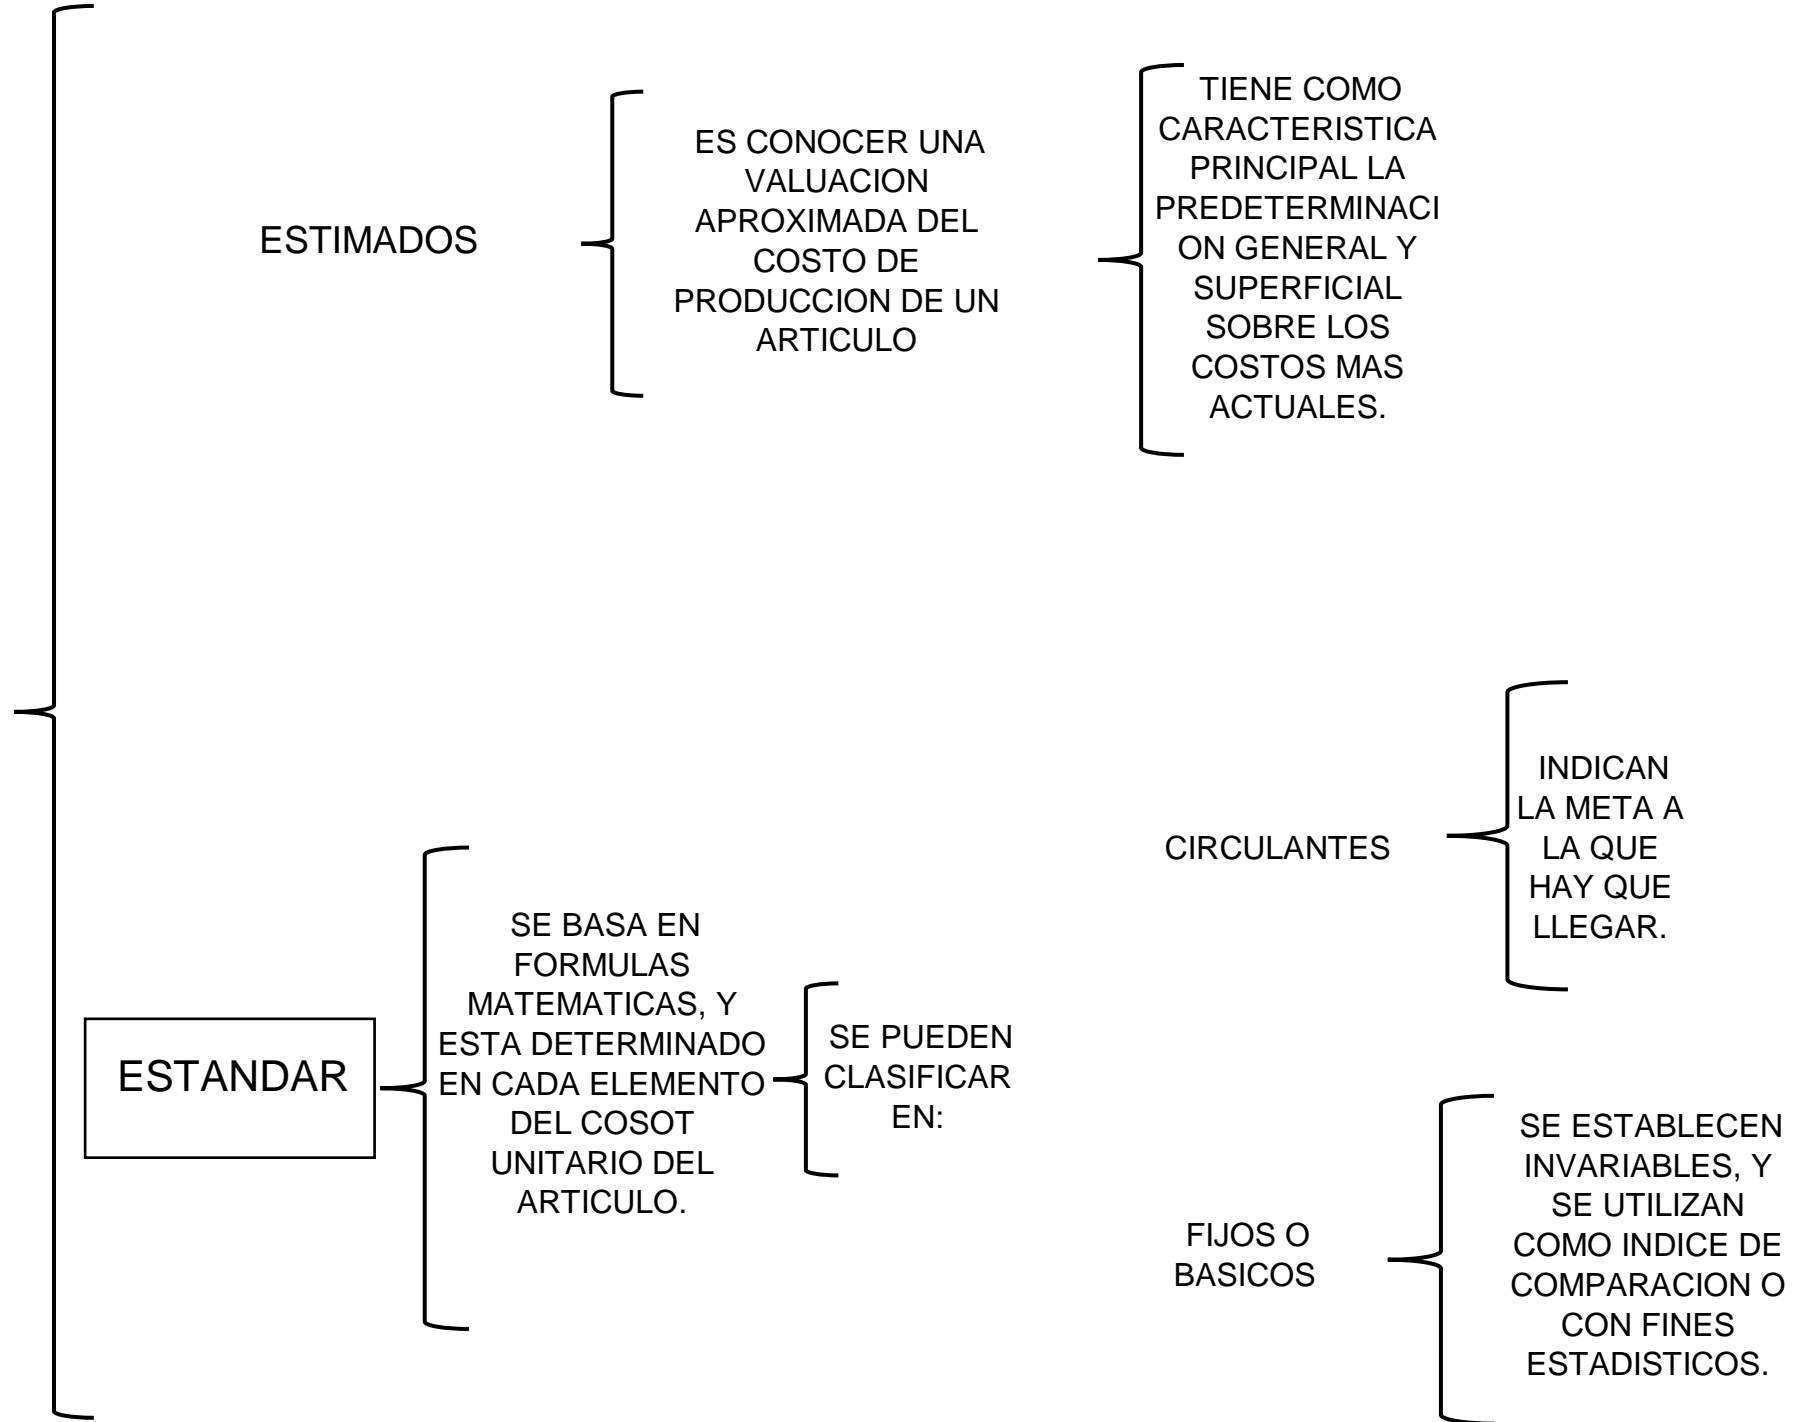 ESTIMADOS
ES CONOCER UNA
VALUACION
APROXIMADA DEL
COSTO DE
PRODUCCION DE UN
ARTICULO
TIENE COMO
CARACTERISTICA
PRINCIPAL LA
PREDETERMINACI
ON GENERAL Y
SUPERFICIAL
SOBRE LOS
COSTOS MAS
ACTUALES.
ESTANDAR
SE BASA EN
FORMULAS
MATEMATICAS, Y
ESTA DETERMINADO
EN CADA ELEMENTO
DEL COSOT
UNITARIO DEL
ARTICULO.
SE PUEDEN
CLASIFICAR
EN:
CIRCULANTES
INDICAN
LA META A
LA QUE
HAY QUE
LLEGAR.
FIJOS O
BASICOS
SE ESTABLECEN
INVARIABLES, Y
SE UTILIZAN
COMO INDICE DE
COMPARACION O
CON FINES
ESTADISTICOS.